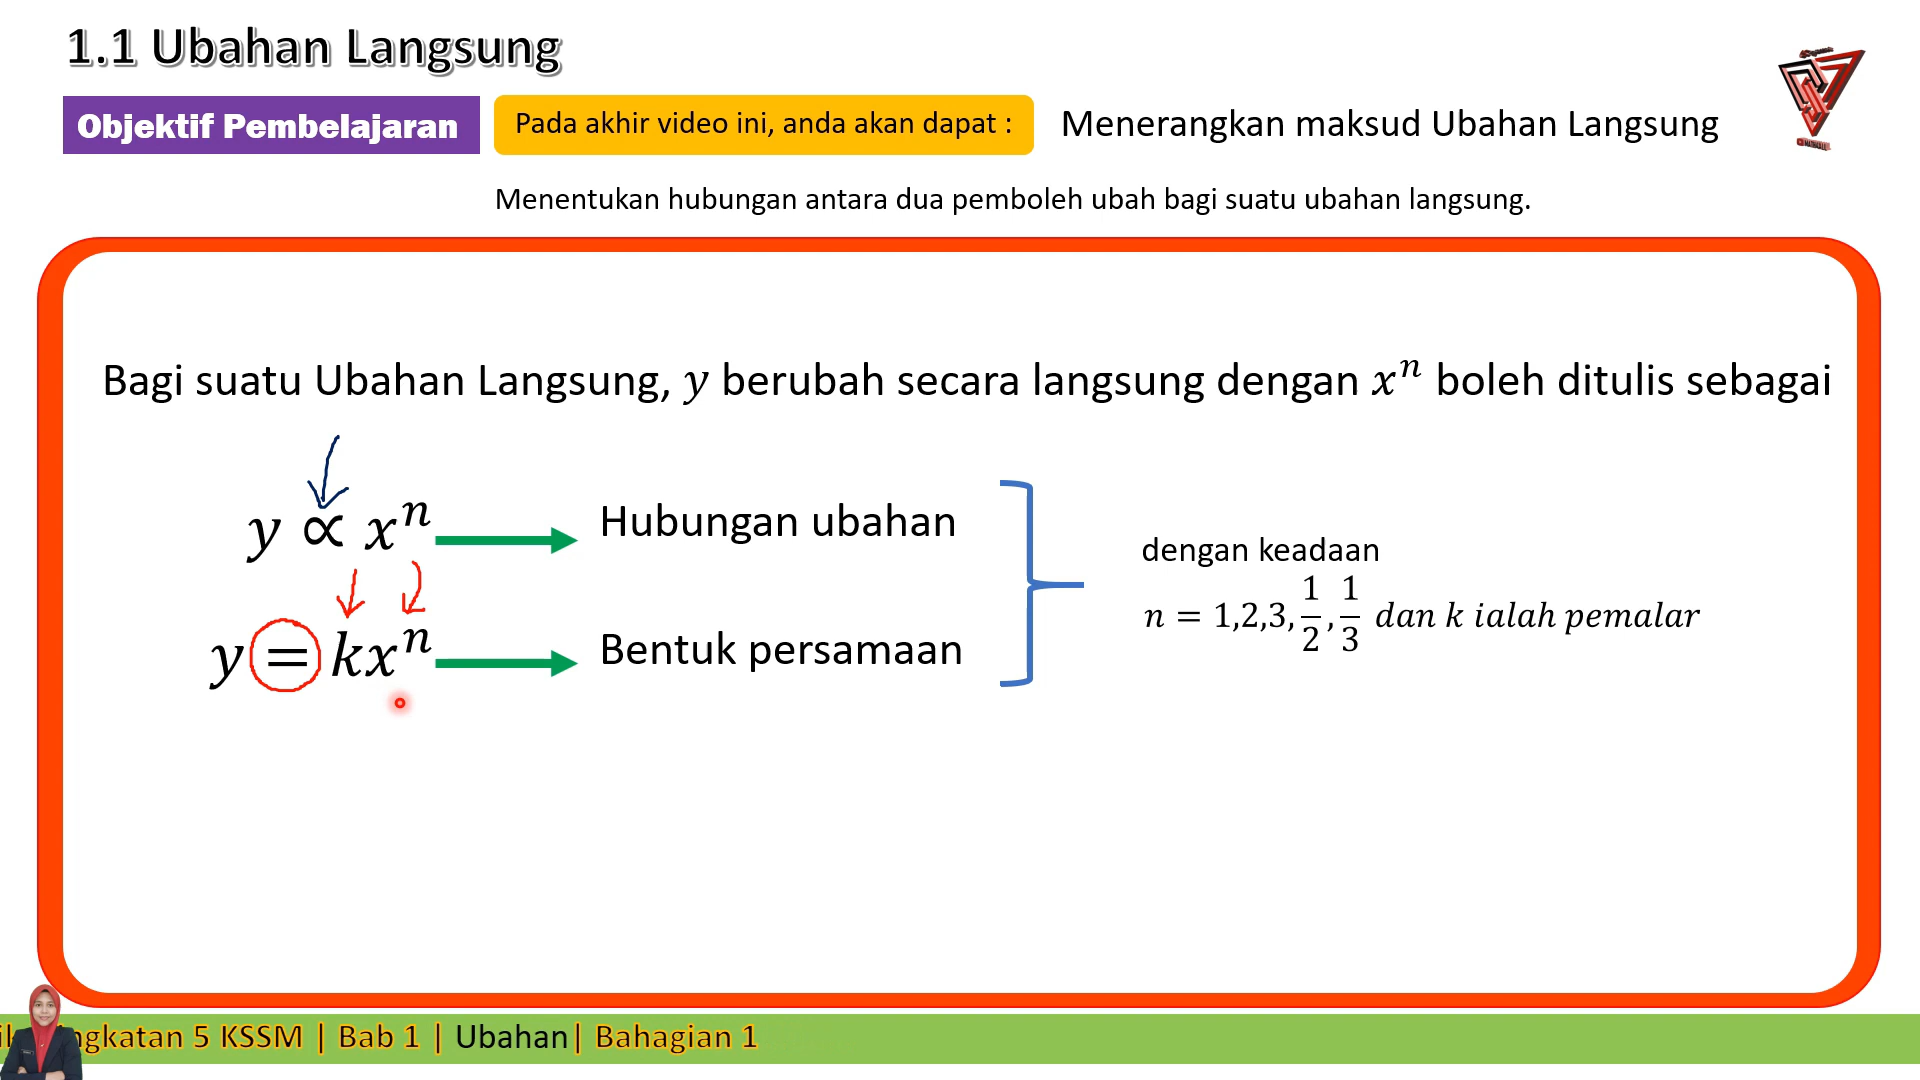 1.1 Ubahan Langsung
Objektif Pembelajaran
Pada akhir video ini, anda akan dapat :
Menerangkan maksud Ubahan Langsung
Menentukan hubungan antara dua pemboleh ubah bagi suatu ubahan langsung.
Bagi suatu Ubahan Langsung, y berubah secara langsung dengan xⁿ boleh ditulis sebagai
y ∝ xⁿ
Hubungan ubahan
y = kxⁿ
Bentuk persamaan
dengan keadaan
n = 1,2,3,1/2,1/3 dan k ialah pemalar
ngkatan 5 KSSM | Bab 1 | Ubahan| Bahagian 1